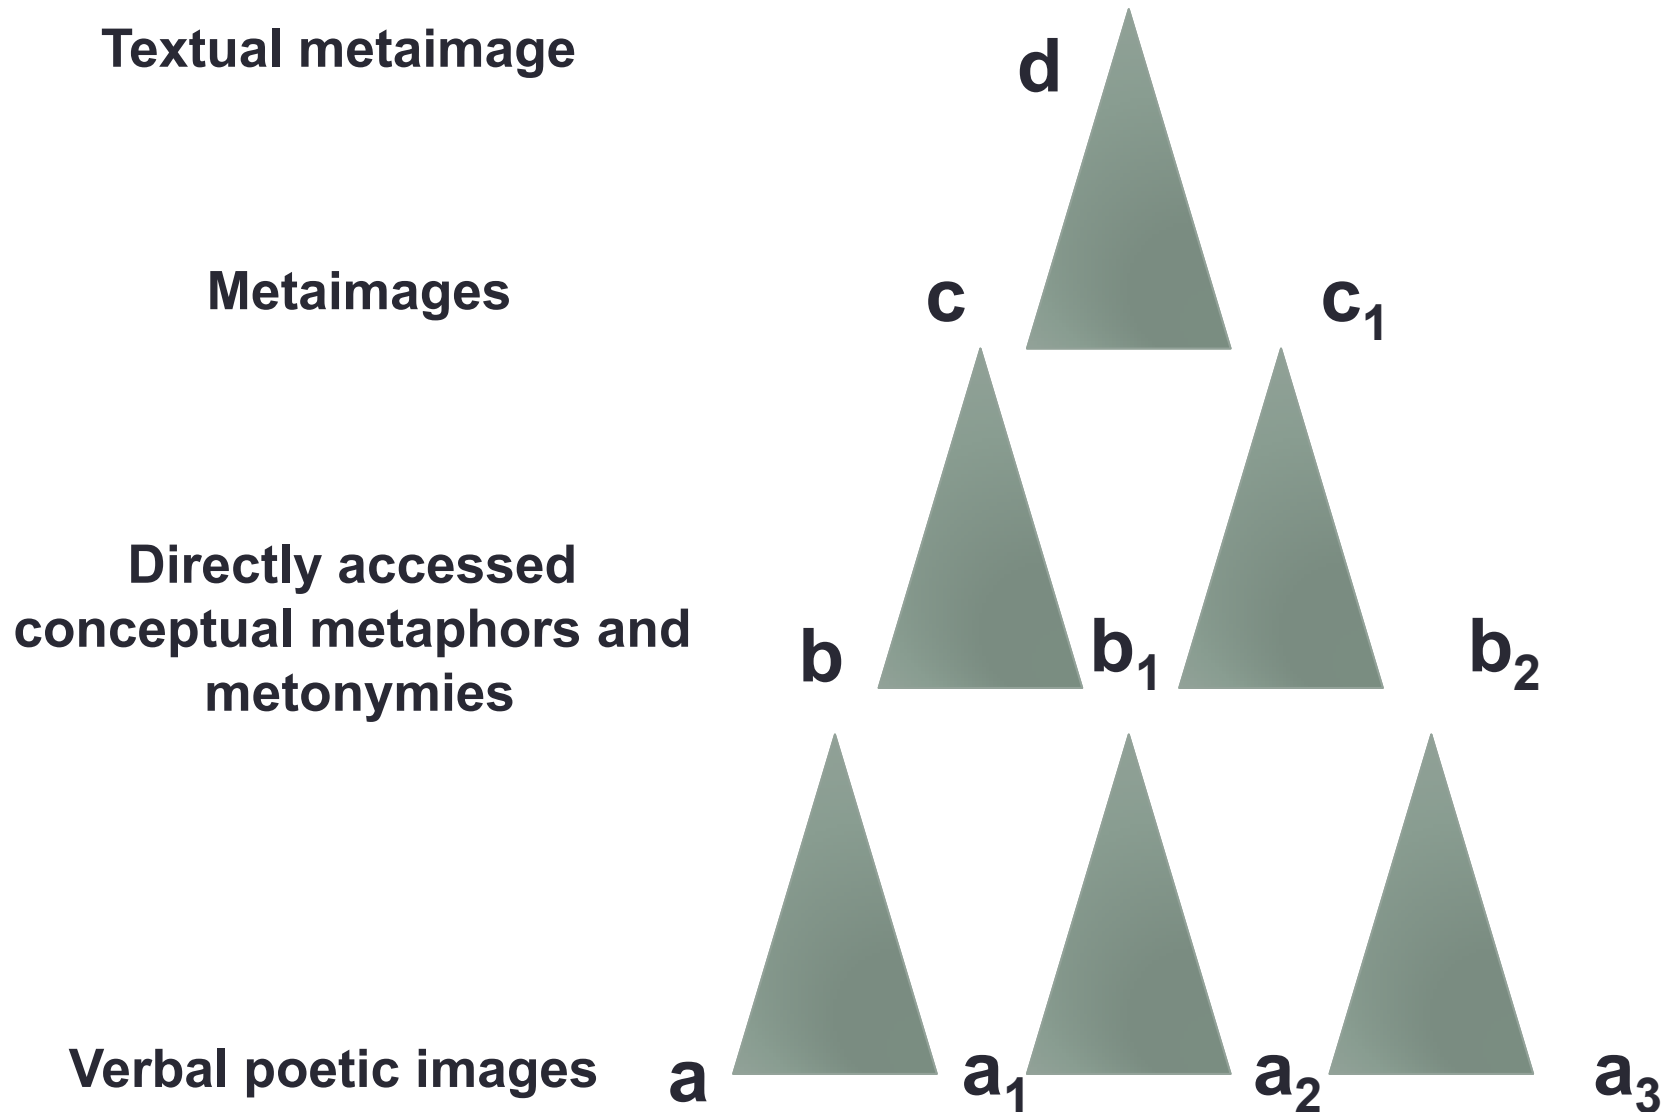 Textual metaimage
d
Metaimages
c
c₁
Directly accessed
conceptual metaphors and
metonymies
b
b₁
b₂
Verbal poetic images
a
a₁
a₂
a₃